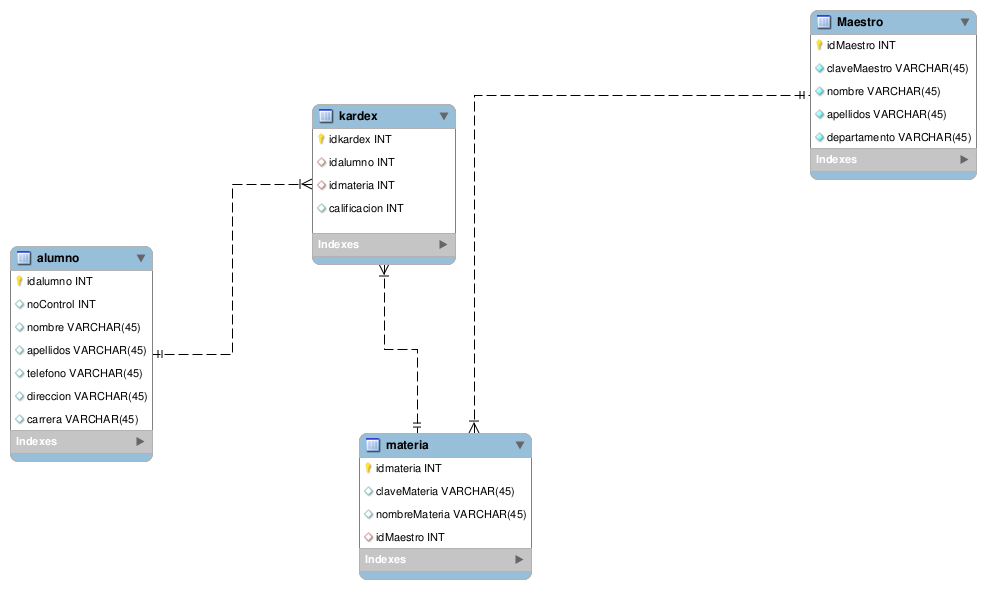 Maestro
idMaestro INT
claveMaestro VARCHAR(45)
nombre VARCHAR(45)
apellidos VARCHAR(45)
departamento VARCHAR(45)
Indexes
kardex
idkardex INT
idalumno INT
idmateria INT
calificacion INT
Indexes
alumno
idalumno INT
noControl INT
nombre VARCHAR(45)
apellidos VARCHAR(45)
telefono VARCHAR(45)
direccion VARCHAR(45)
carrera VARCHAR(45)
Indexes
materia
idmateria INT
claveMateria VARCHAR(45)
nombreMateria VARCHAR(45)
idMaestro INT
Indexes